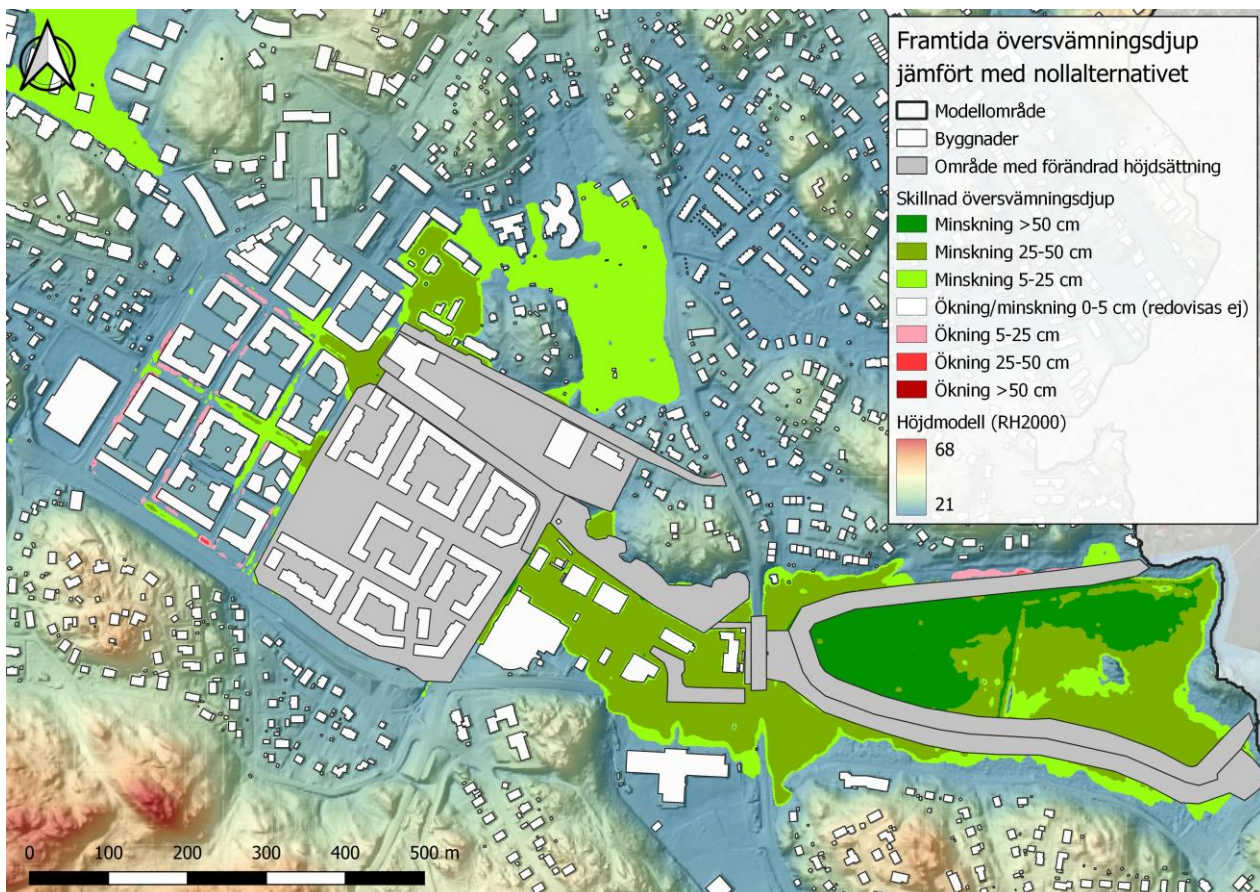 Framtida översvämningsdjup
jämfört med nollalternativet
Modellområde
Byggnader
Område med förändrad höjdsättning
Skillnad översvämningsdjup
Minskning >50 cm
Minskning 25-50 cm
Minskning 5-25 cm
Ökning/minskning 0-5 cm (redovisas ej)
Ökning 5-25 cm
Ökning 25-50 cm
Ökning >50 cm
Höjdmodell (RH2000)
68
21
0 100 200 300 400 500 m